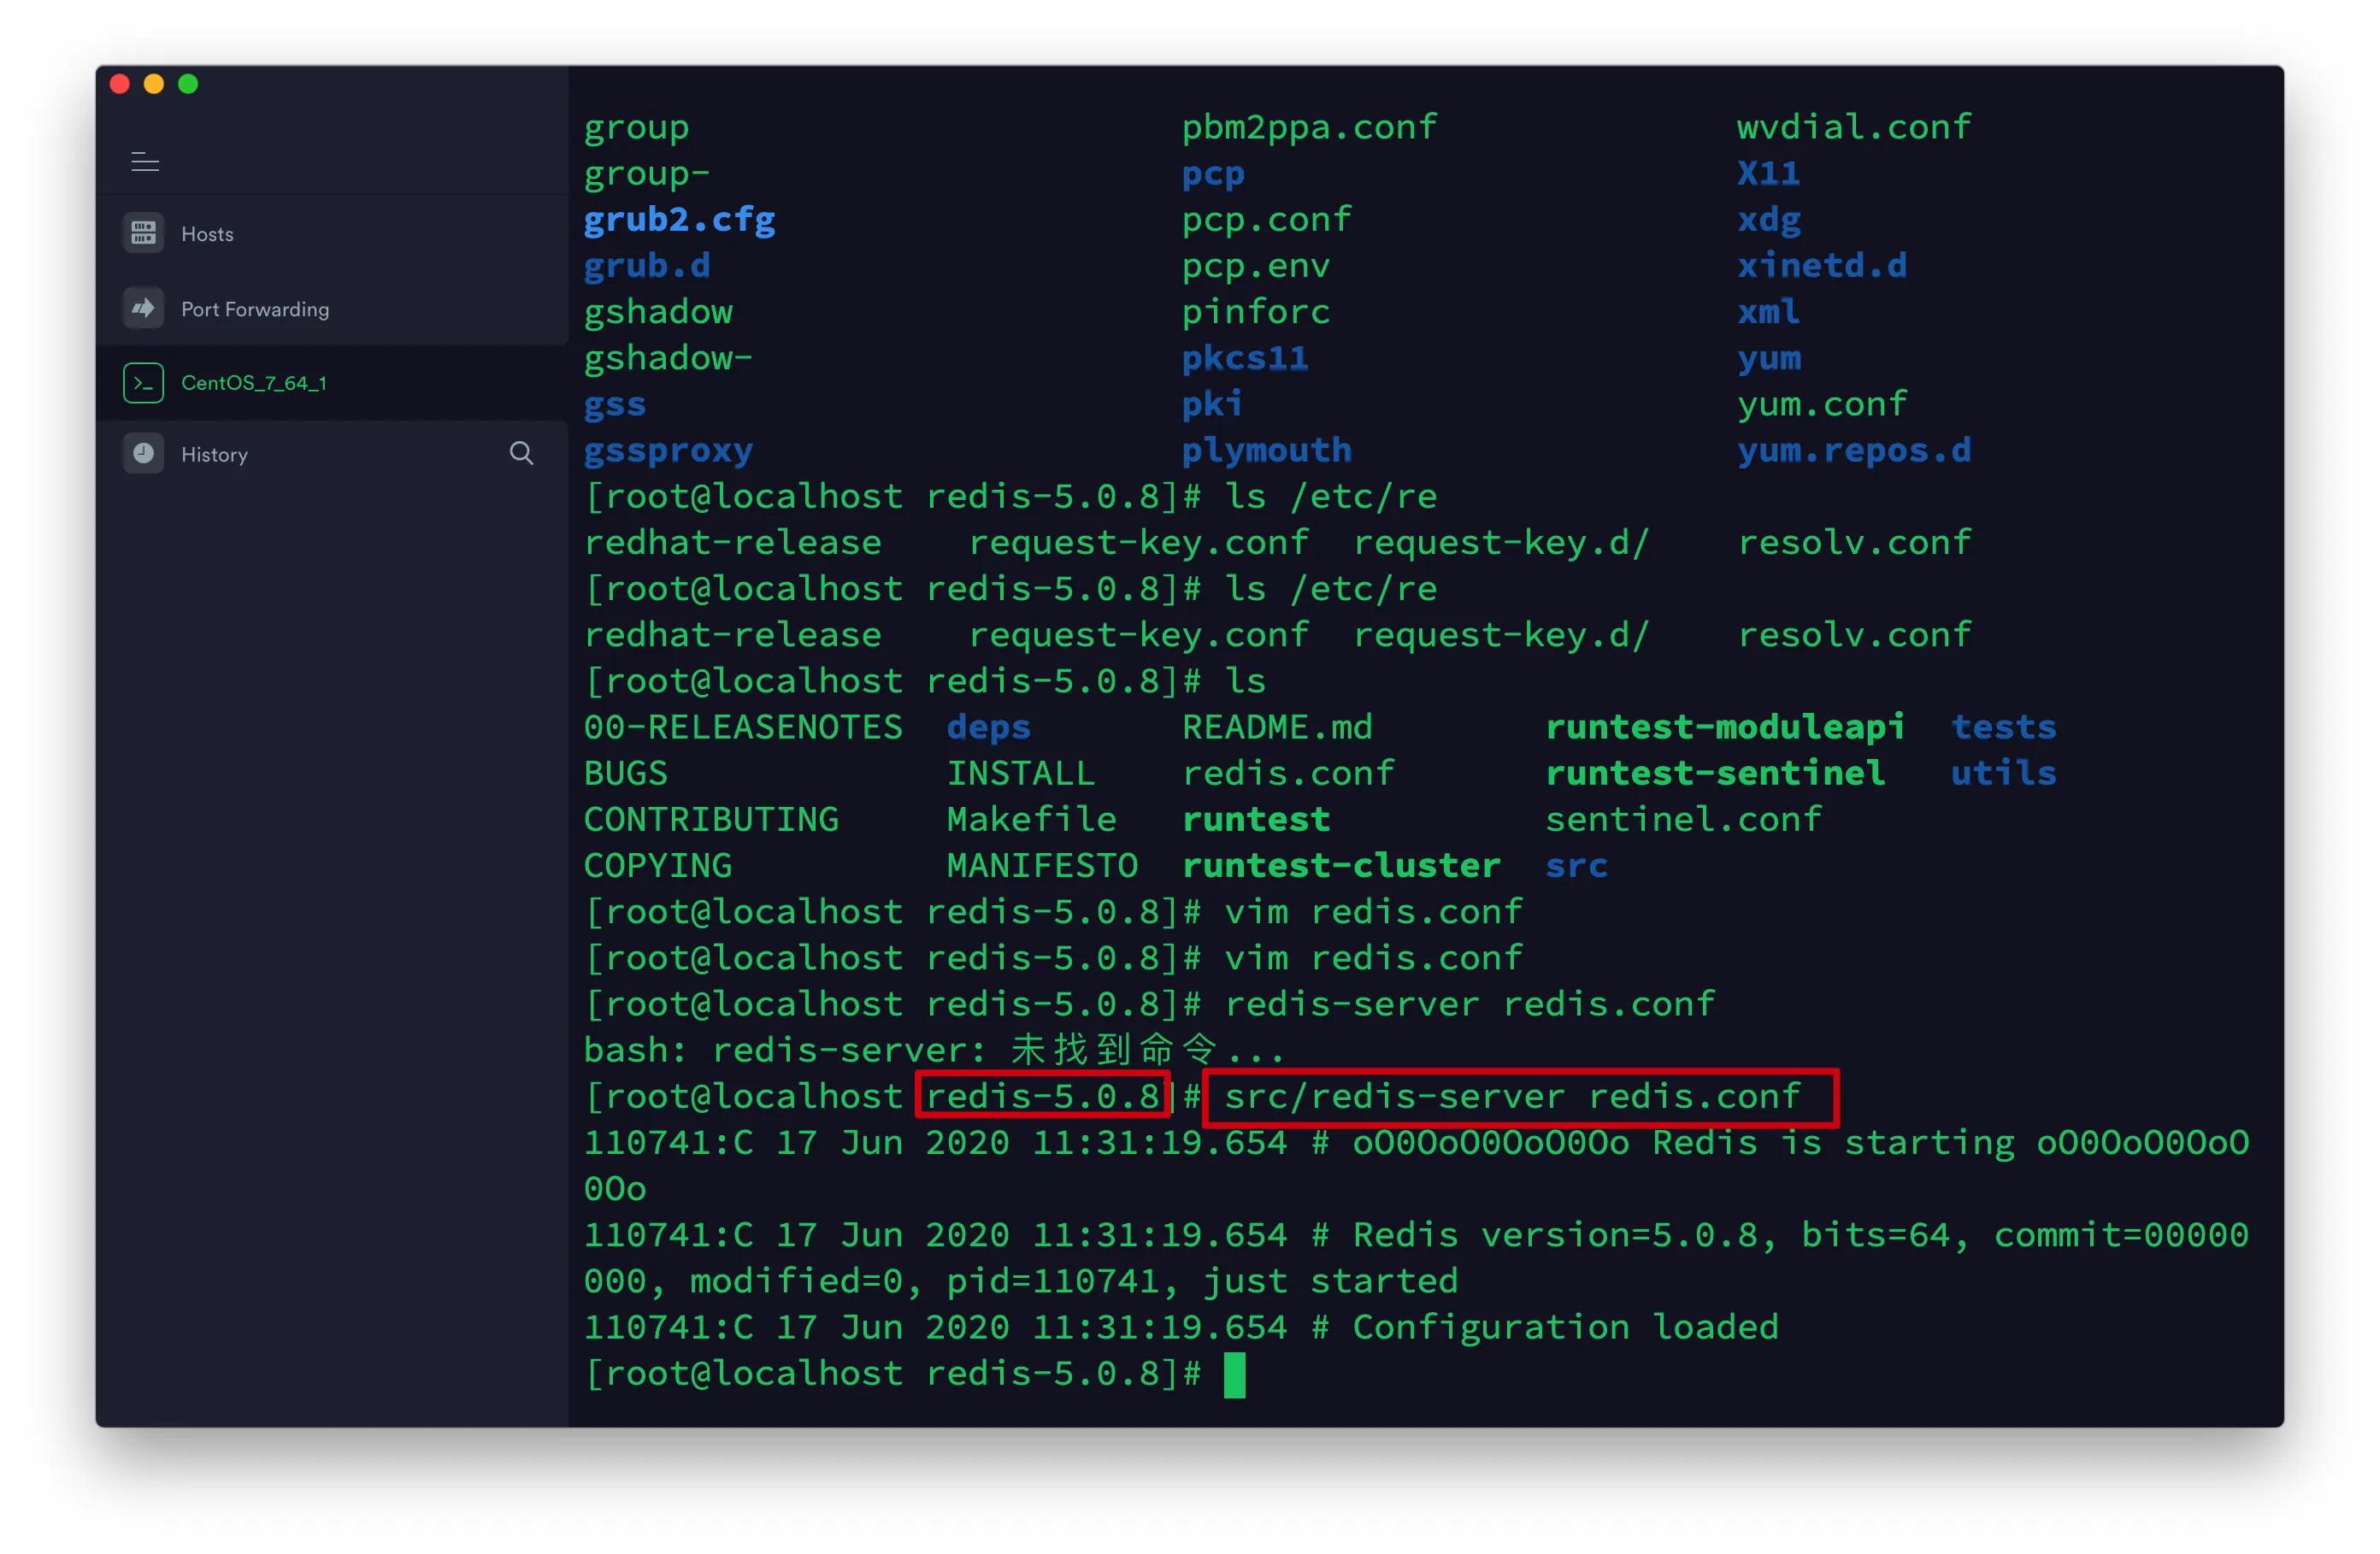 Hosts
Port Forwarding
CentOS_7_64_1
History
group pbm2ppa.conf wvdial.conf
group- pcp X11
grub2.cfg pcp.conf xdg
grub.d pcp.env xinetd.d
gshadow pinforc xml
gshadow- pkcs11 yum
gss pki yum.conf
gssproxy plymouth yum.repos.d
[root@localhost redis-5.0.8]# ls /etc/re
redhat-release request-key.conf request-key.d/ resolv.conf
[root@localhost redis-5.0.8]# ls /etc/re
redhat-release request-key.conf request-key.d/ resolv.conf
[root@localhost redis-5.0.8]# ls
00-RELEASENOTES deps README.md runtest-moduleapi tests
BUGS INSTALL redis.conf runtest-sentinel utils
CONTRIBUTING Makefile runtest sentinel.conf
COPYING MANIFESTO runtest-cluster src
[root@localhost redis-5.0.8]# vim redis.conf
[root@localhost redis-5.0.8]# vim redis.conf
[root@localhost redis-5.0.8]# redis-server redis.conf
bash: redis-server: 未找到命令...
[root@localhost redis-5.0.8]# src/redis-server redis.conf
110741:C 17 Jun 2020 11:31:19.654 # oO0OoO0OoO0Oo Redis is starting oO0OoO0OoO
0Oo
110741:C 17 Jun 2020 11:31:19.654 # Redis version=5.0.8, bits=64, commit=00000
000, modified=0, pid=110741, just started
110741:C 17 Jun 2020 11:31:19.654 # Configuration loaded
[root@localhost redis-5.0.8]#